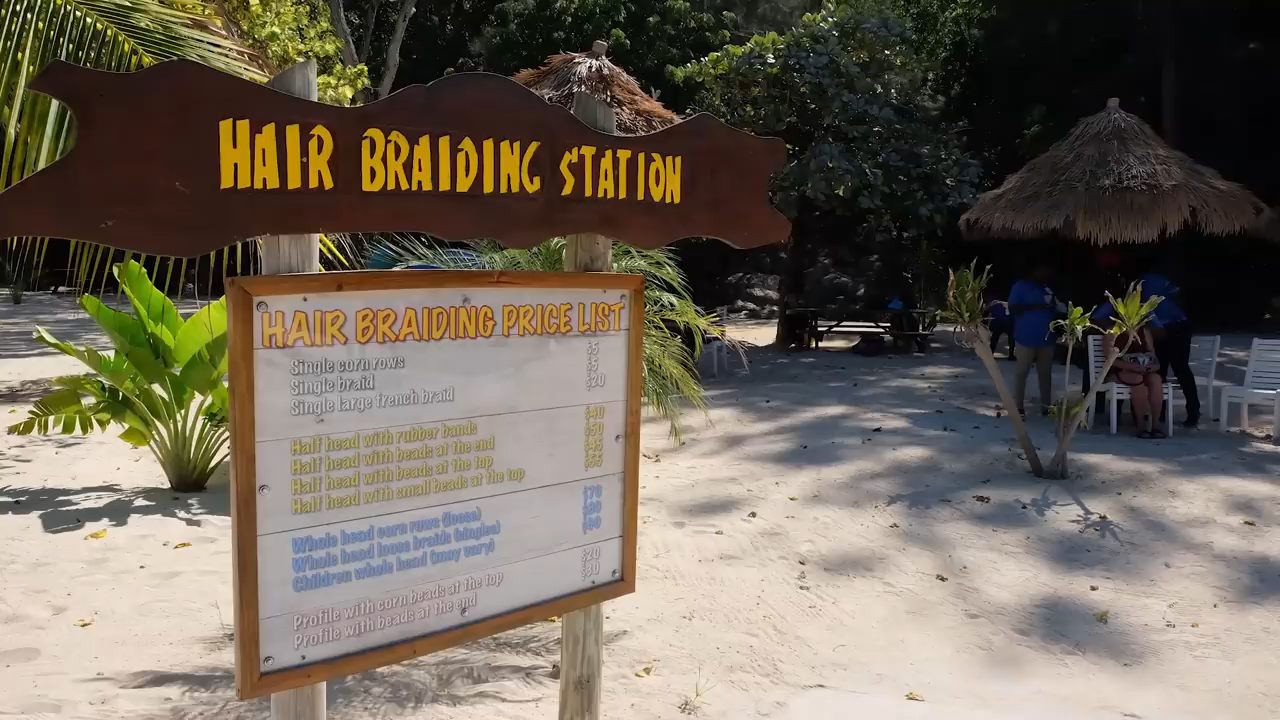 HAIR BRAIDING STATION
HAIR BRAIDING PRICE LIST
Single corn rows $5
Single braid $5
Single large french braid $20
Half head with rubber bands $40
Half head with beads at the end $50
Half head with beads at the top $45
Half head with small beads at the top $55
Whole head corn rows (loose) $70
Whole head loose braids (singles)
Children whole head (may vary)
Profile with corn beads at the top $20
Profile with beads at the end $30